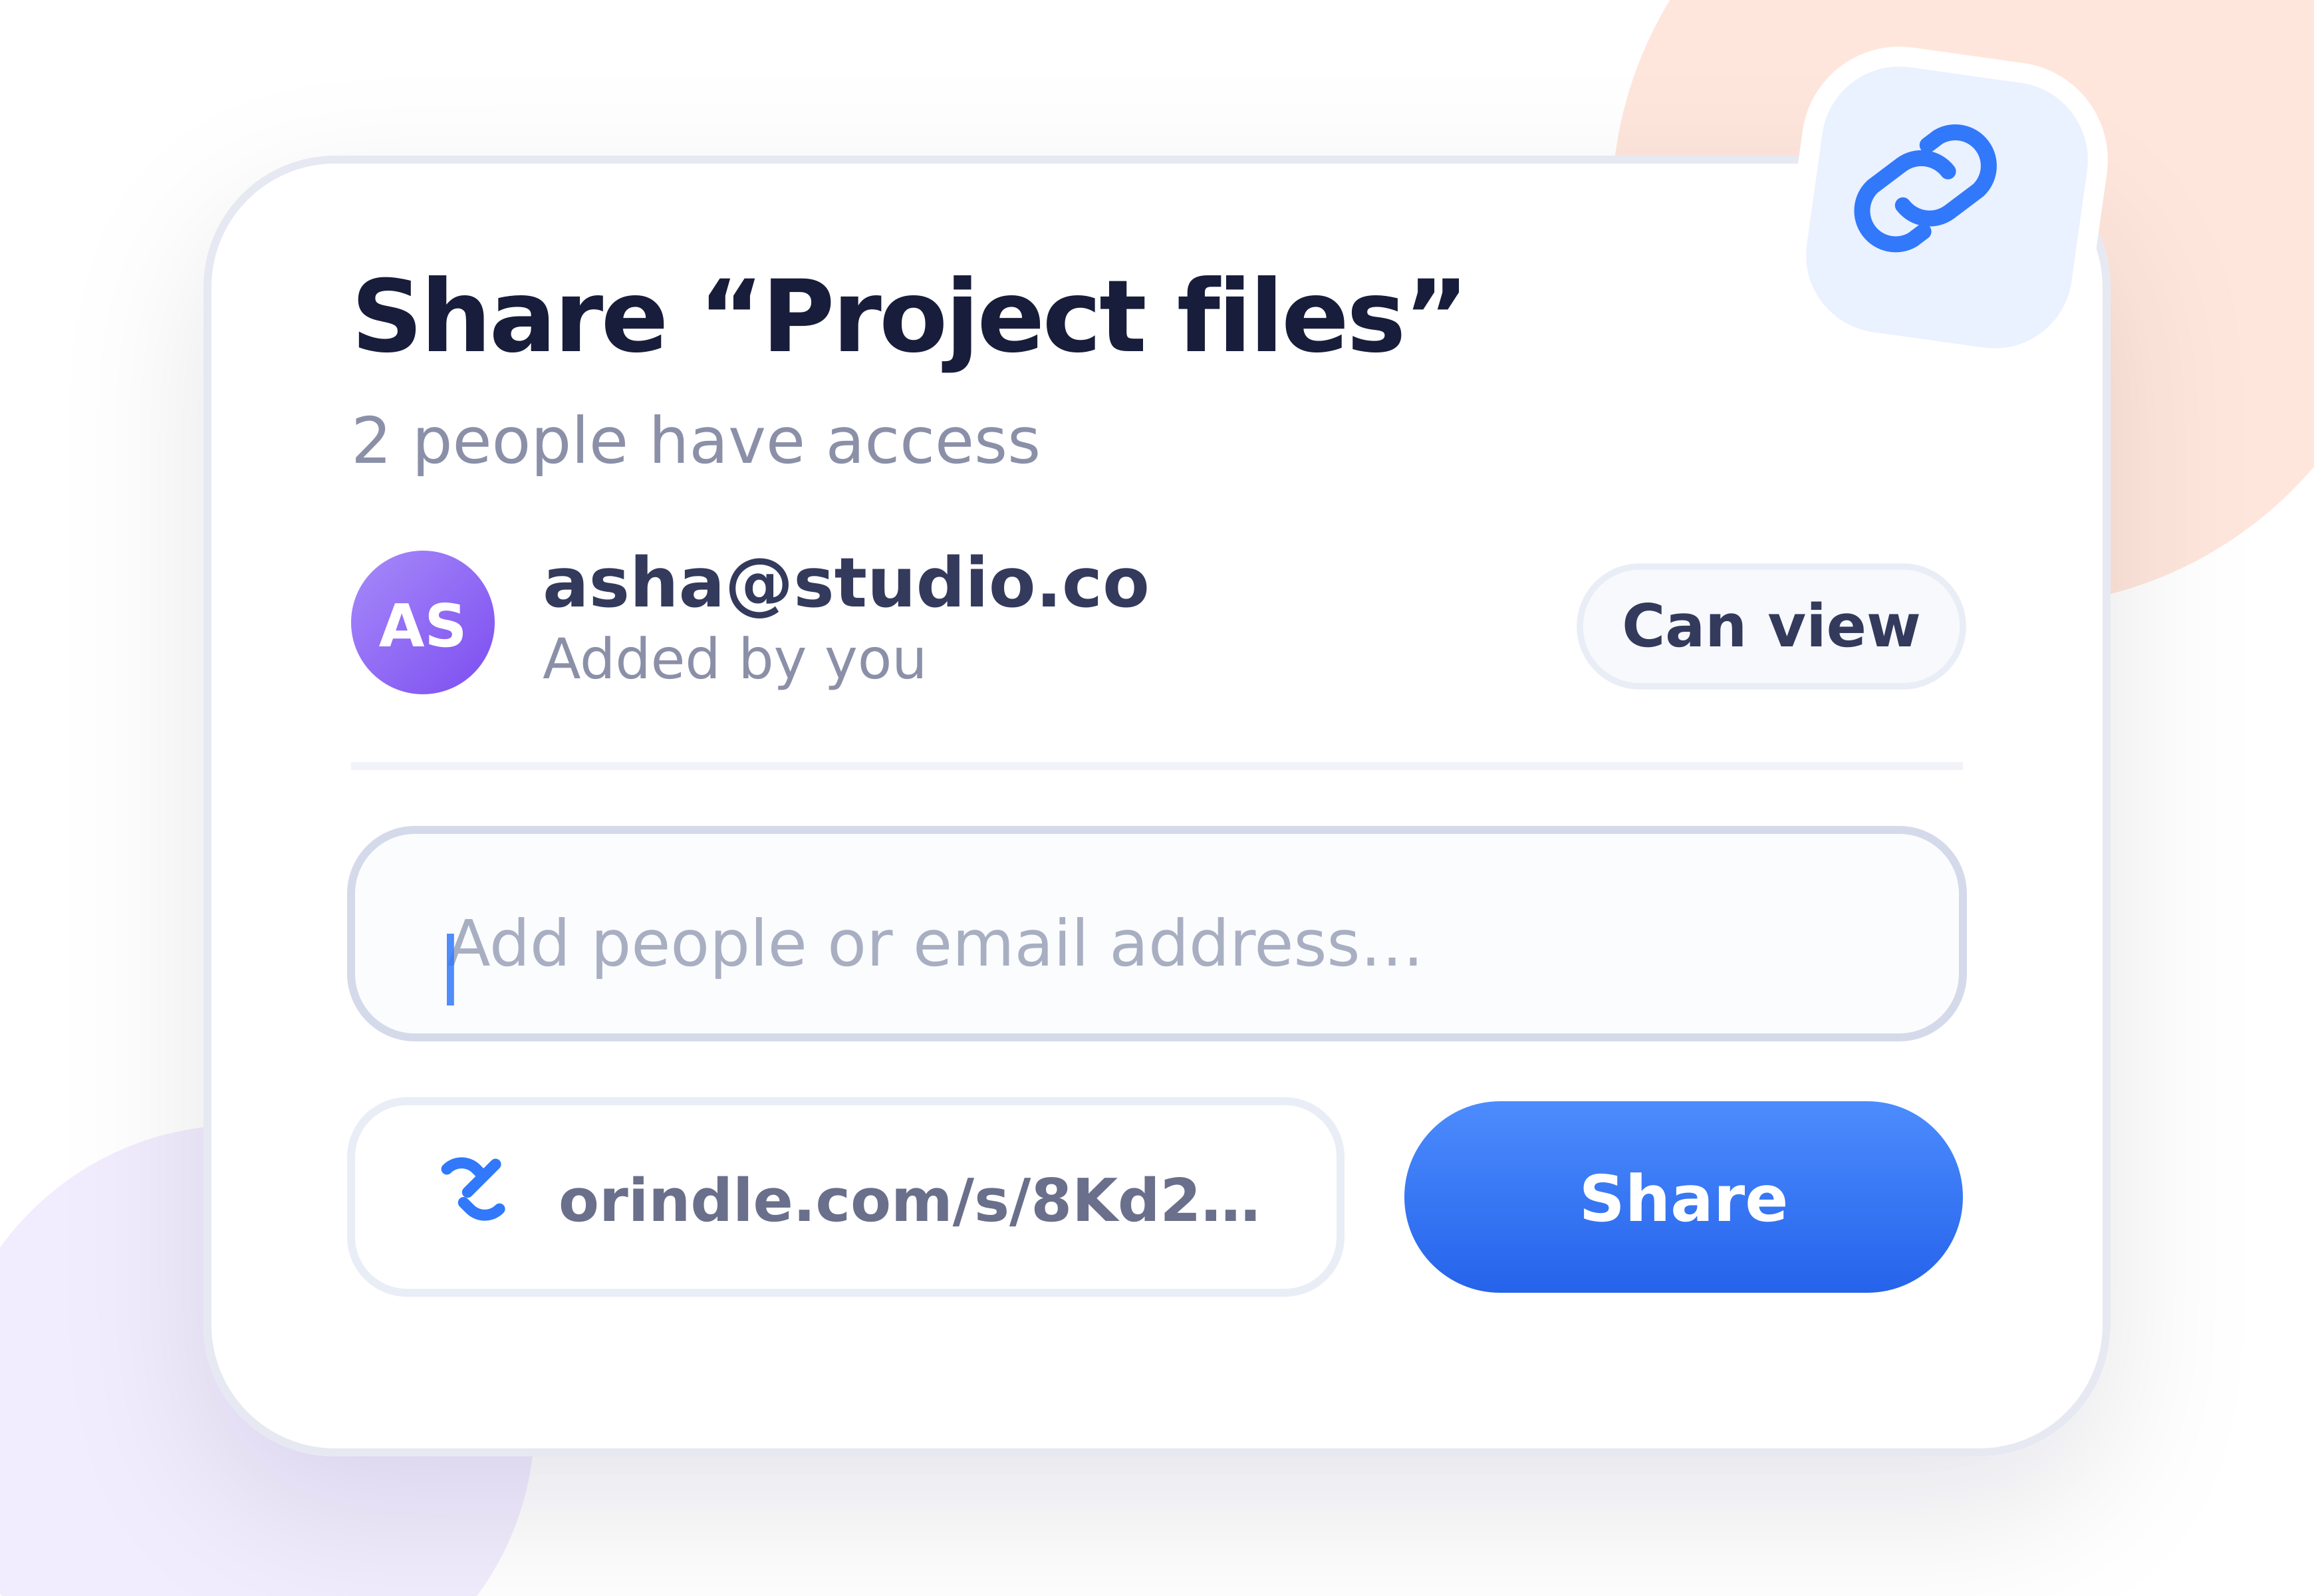 Share “Project files”
2 people have access
AS
asha@studio.co
Added by you
Can view
Add people or email address…
orindle.com/s/8Kd2…
Share